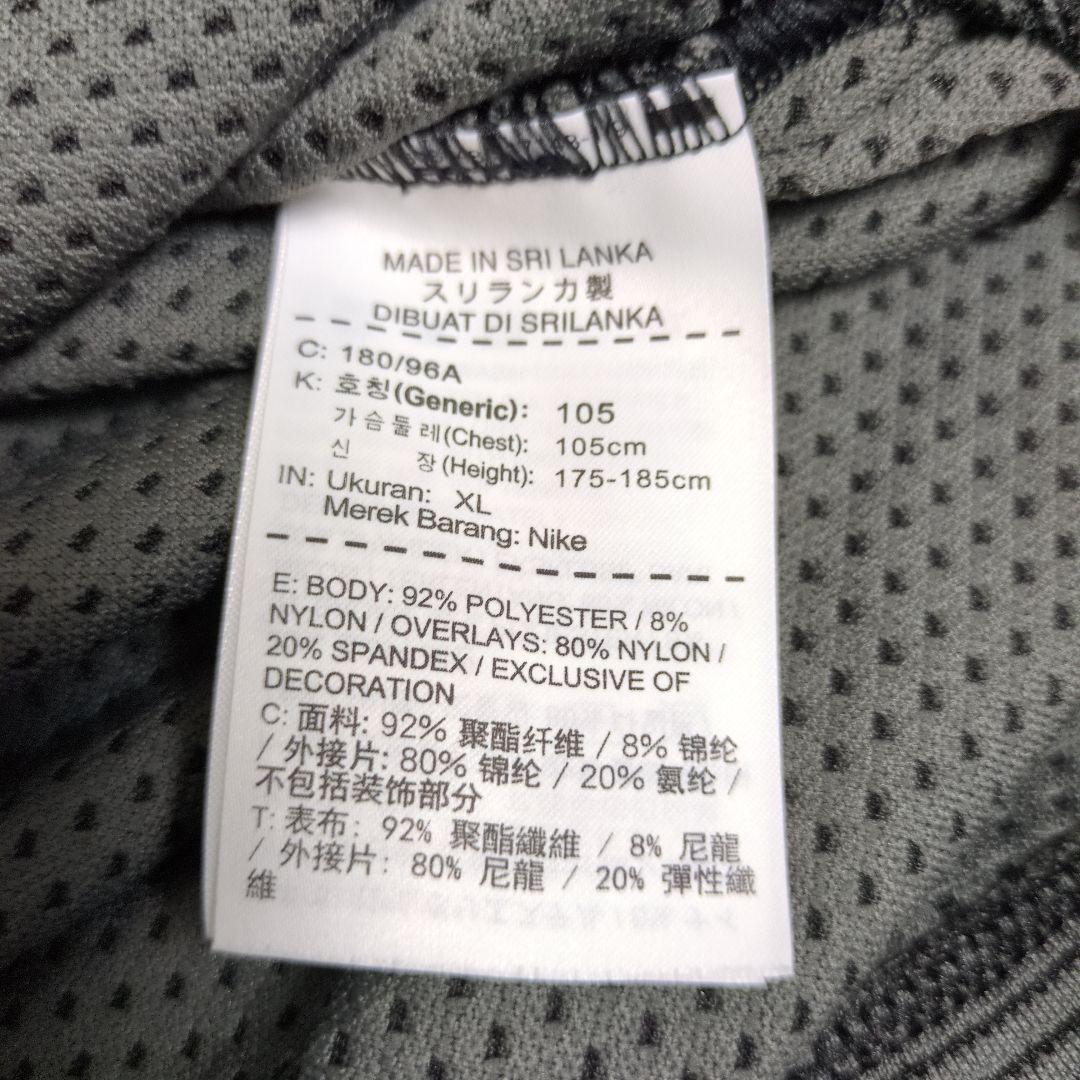 MADE IN SRI LANKA
スリランカ製
DIBUAT DI SRILANKA
C: 180/96A
K: 호칭(Generic): 105
가슴둘레(Chest): 105cm
신 장(Height): 175-185cm
IN: Ukuran: XL
Merek Barang: Nike
E: BODY: 92% POLYESTER / 8%
NYLON / OVERLAYS: 80% NYLON /
20% SPANDEX / EXCLUSIVE OF
DECORATION
C: 面料: 92% 聚酯纤维 / 8% 锦纶
/ 外接片: 80% 锦纶 / 20% 氨纶 /
不包括装饰部分
T: 表布: 92% 聚酯纖維 / 8% 尼龍
/ 外接片: 80% 尼龍 / 20% 彈性纖
維